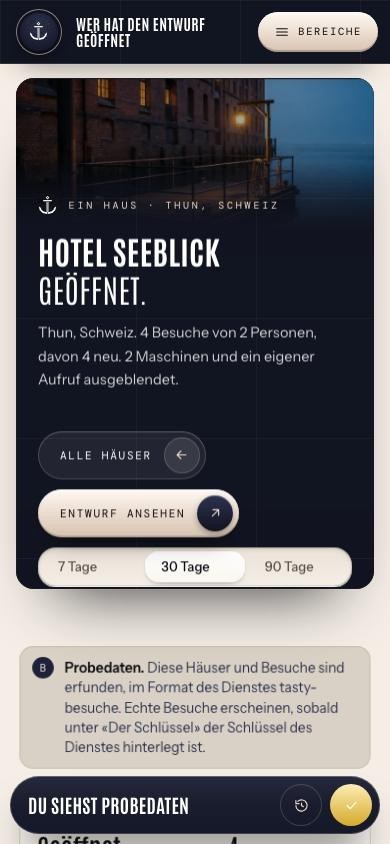 WER HAT DEN ENTWURF
GEÖFFNET
BEREICHE
EIN HAUS · THUN, SCHWEIZ
HOTEL SEEBLICK
GEÖFFNET.
Thun, Schweiz. 4 Besuche von 2 Personen,
davon 4 neu. 2 Maschinen und ein eigener
Aufruf ausgeblendet.
ALLE HÄUSER
ENTWURF ANSEHEN
7 Tage 30 Tage 90 Tage
B Probedaten. Diese Häuser und Besuche sind
erfunden, im Format des Dienstes tasty-
besuche. Echte Besuche erscheinen, sobald
unter «Der Schlüssel» der Schlüssel des
Dienstes hinterlegt ist.
DU SIEHST PROBEDATEN